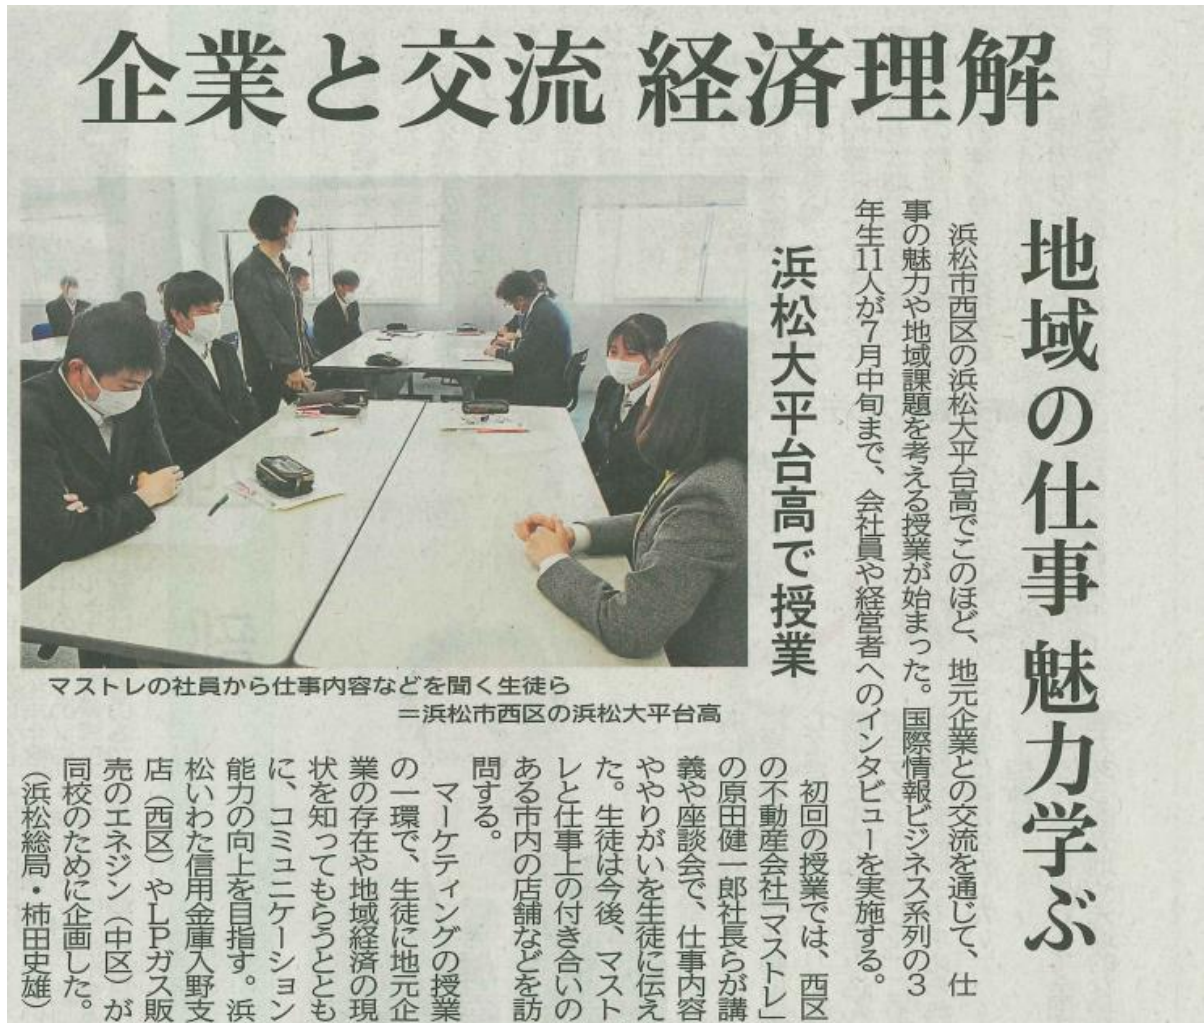 企業と交流 経済理解
地域の仕事 魅力学ぶ
浜松大平台高で授業
浜松市西区の浜松大平台高でこのほど、地元企業との交流を通じて、仕
事の魅力や地域課題を考える授業が始まった。国際情報ビジネス系列の3
年生11人が7月中旬まで、会社員や経営者へのインタビューを実施する。
マストレの社員から仕事内容などを聞く生徒ら
＝浜松市西区の浜松大平台高
初回の授業では、西区
の不動産会社「マストレ」
の原田健一郎社長らが講
義や座談会で、仕事内容
ややりがいを生徒に伝え
た。生徒は今後、マスト
レと仕事上の付き合いの
ある市内の店舗などを訪
問する。
マーケティングの授業
の一環で、生徒に地元企
業の存在や地域経済の現
状を知ってもらうととも
に、コミュニケーション
能力の向上を目指す。浜
松いわた信用金庫入野支
店（西区）やLPガス販
売のエネジン（中区）が
同校のために企画した。
（浜松総局・柿田史雄）